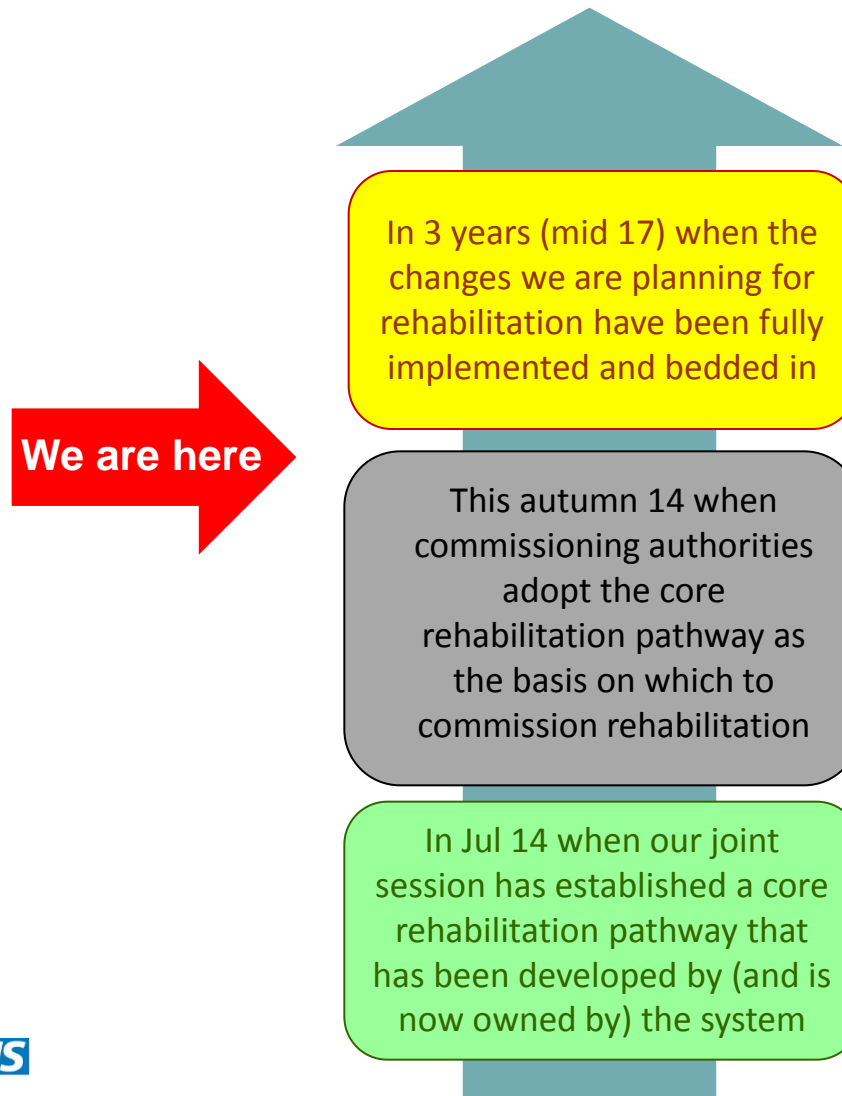 In 3 years (mid 17) when the
changes we are planning for
rehabilitation have been fully
implemented and bedded in
We are here
This autumn 14 when
commissioning authorities
adopt the core
rehabilitation pathway as
the basis on which to
commission rehabilitation
In Jul 14 when our joint
session has established a core
rehabilitation pathway that
has been developed by (and is
now owned by) the system